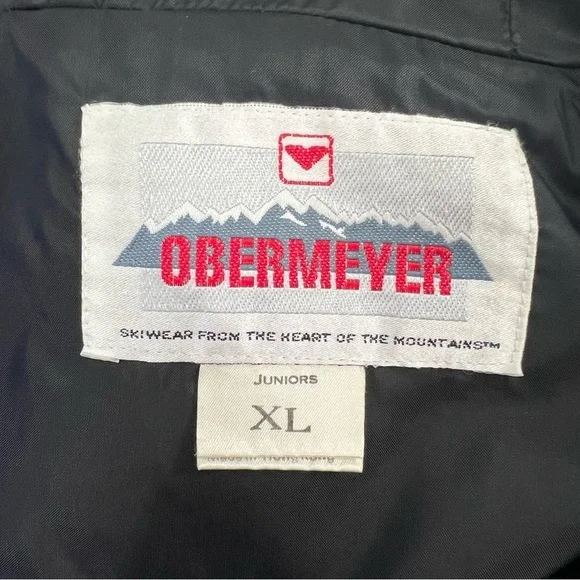 OBERMEYER
SKIWEAR FROM THE HEART OF THE MOUNTAINS™
JUNIORS
XL